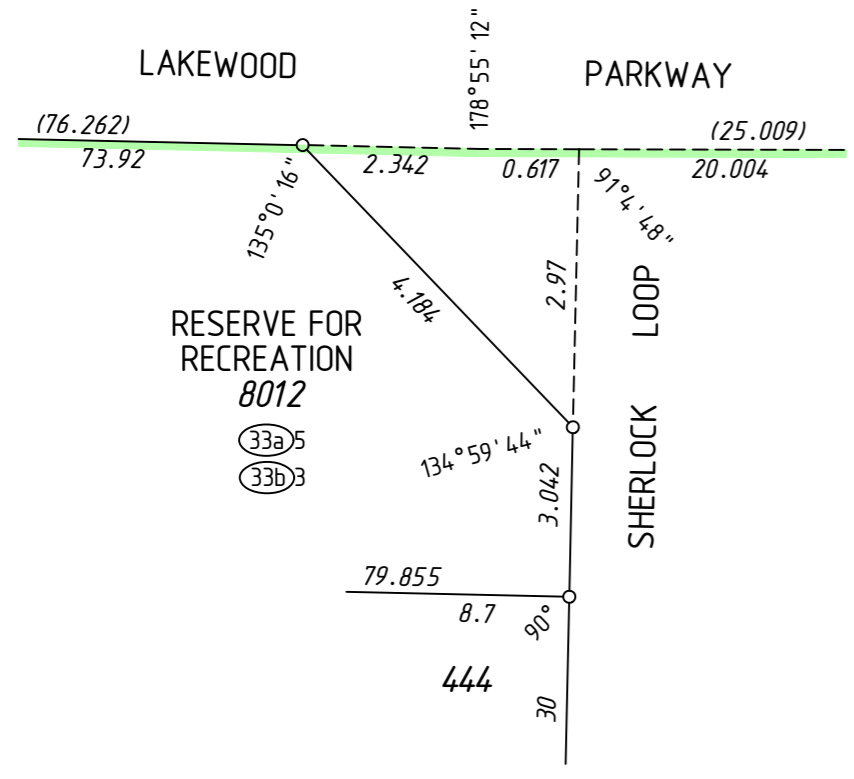 LAKEWOOD
178°55'12"
PARKWAY
(76.262)
(25.009)
73.92
2.342
0.617
20.004
135°0'16"
91°4'48"
4.184
2.97
LOOP
RESERVE FOR
RECREATION
8012
33a 5
33b 3
134°59'44"
3.042
SHERLOCK
79.855
8.7
90°
444
30